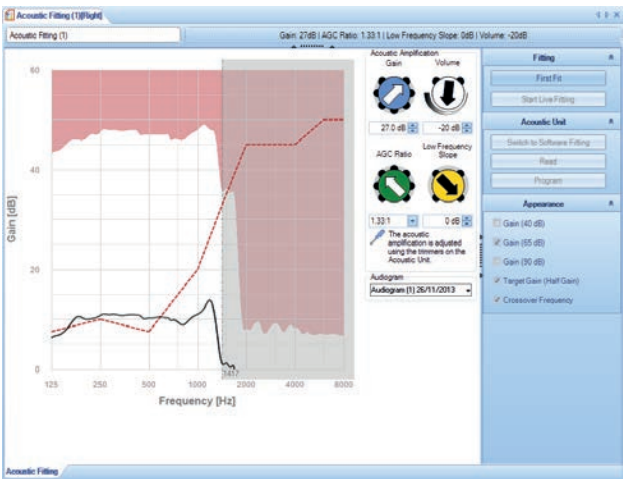 Acoustic Fitting (1)[Right]
Acoustic Fitting (1)
Gain: 27dB | AGC Ratio: 1.33:1 | Low Frequency Slope: 0dB | Volume: -20dB
60
40
20
0
Gain [dB]
125 250 500 1000 2000 4000 8000
1417
Frequency [Hz]
Acoustic Amplification
Gain Volume
27.0 dB -20 dB
AGC Ratio Low Frequency
Slope
1.33:1 0 dB
The acoustic
amplification is adjusted
using the trimmers on the
Acoustic Unit.
Audiogram
Audiogram (1) 26/11/2013
Fitting
First Fit
Start Live Fitting
Acoustic Unit
Switch to Software Fitting
Read
Program
Appearance
Gain (40 dB)
Gain (65 dB)
Gain (90 dB)
Target Gain (Half Gain)
Crossover Frequency
Acoustic Fitting